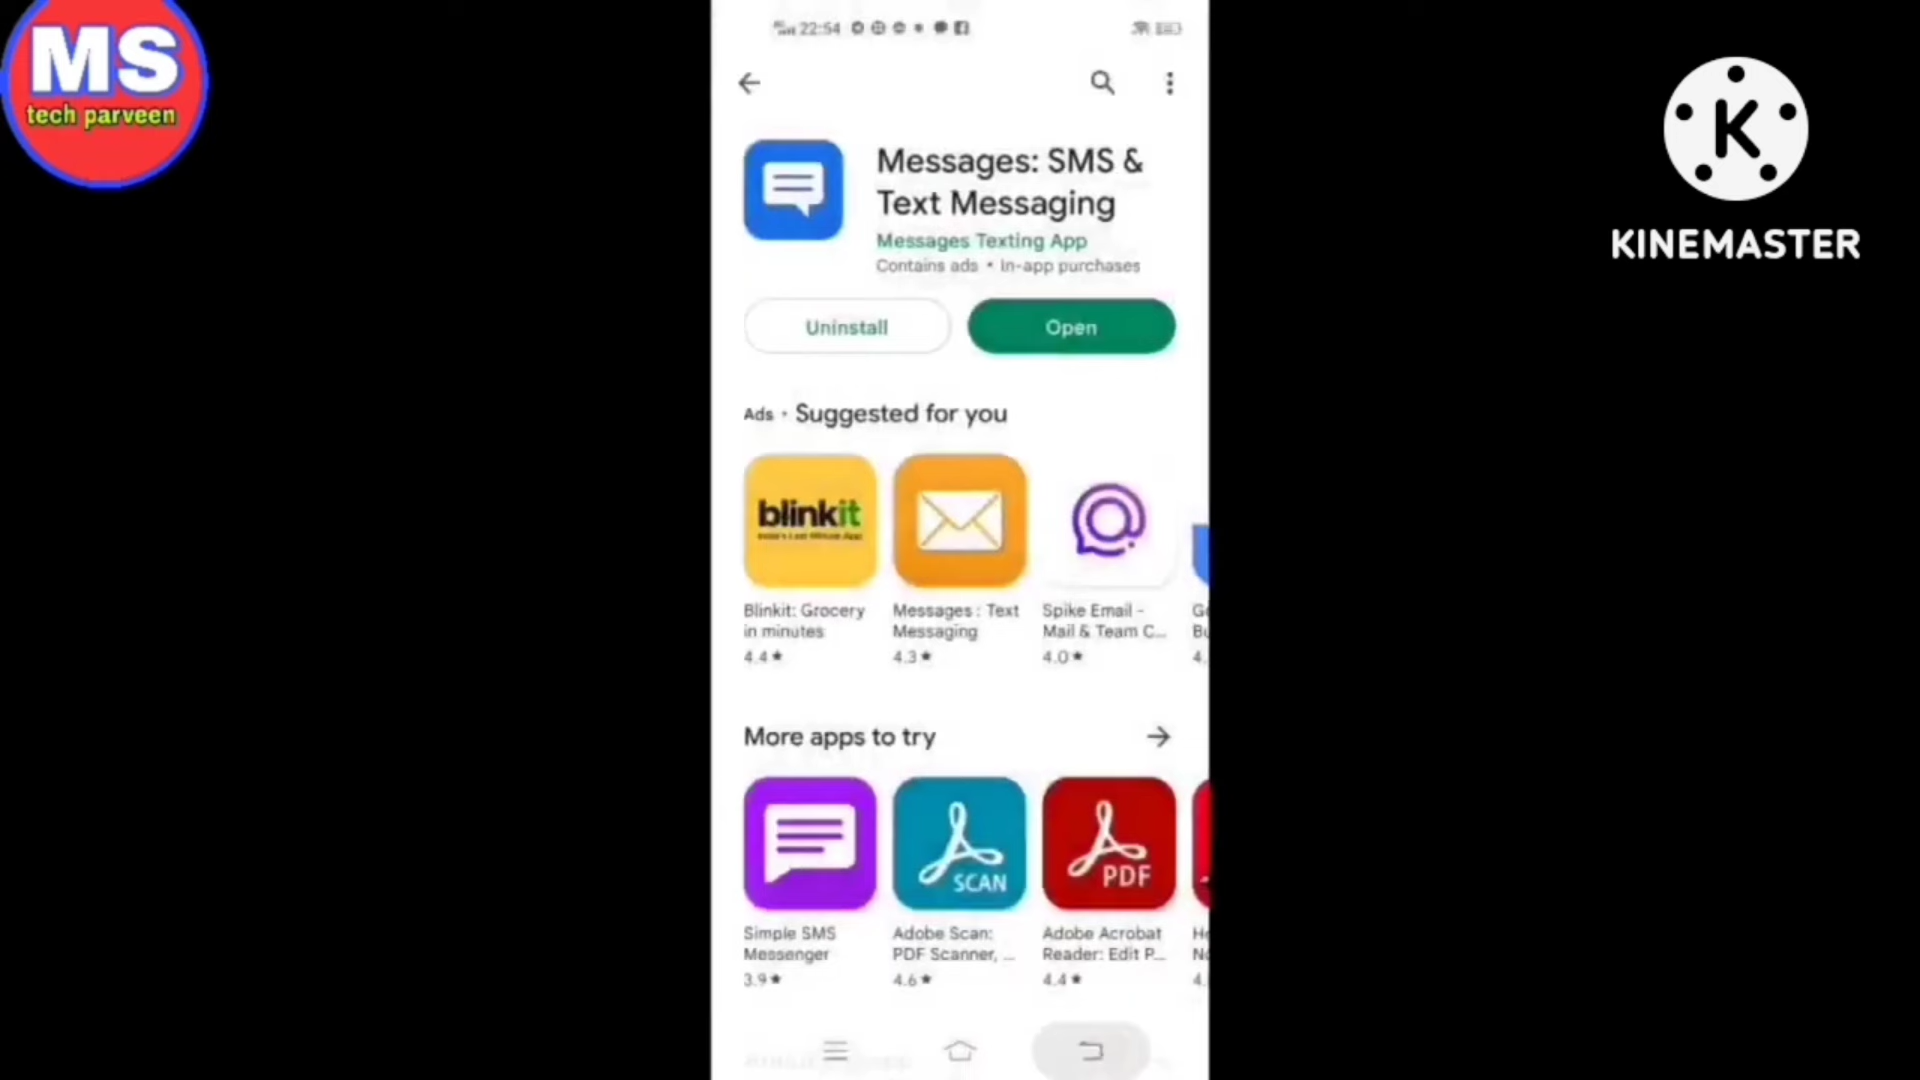 MS
tech parveen
22:54
KINEMASTER
Messages: SMS &
Text Messaging
Messages Texting App
Contains ads • In-app purchases
Uninstall
Open
Ads • Suggested for you
blinkit
Blinkit: Grocery
in minutes
4.4★
Messages : Text
Messaging
4.3★
Spike Email -
Mail & Team C...
4.0★
More apps to try
SCAN
PDF
Simple SMS
Messenger
3.9★
Adobe Scan:
PDF Scanner, ...
4.6★
Adobe Acrobat
Reader: Edit P...
4.4★